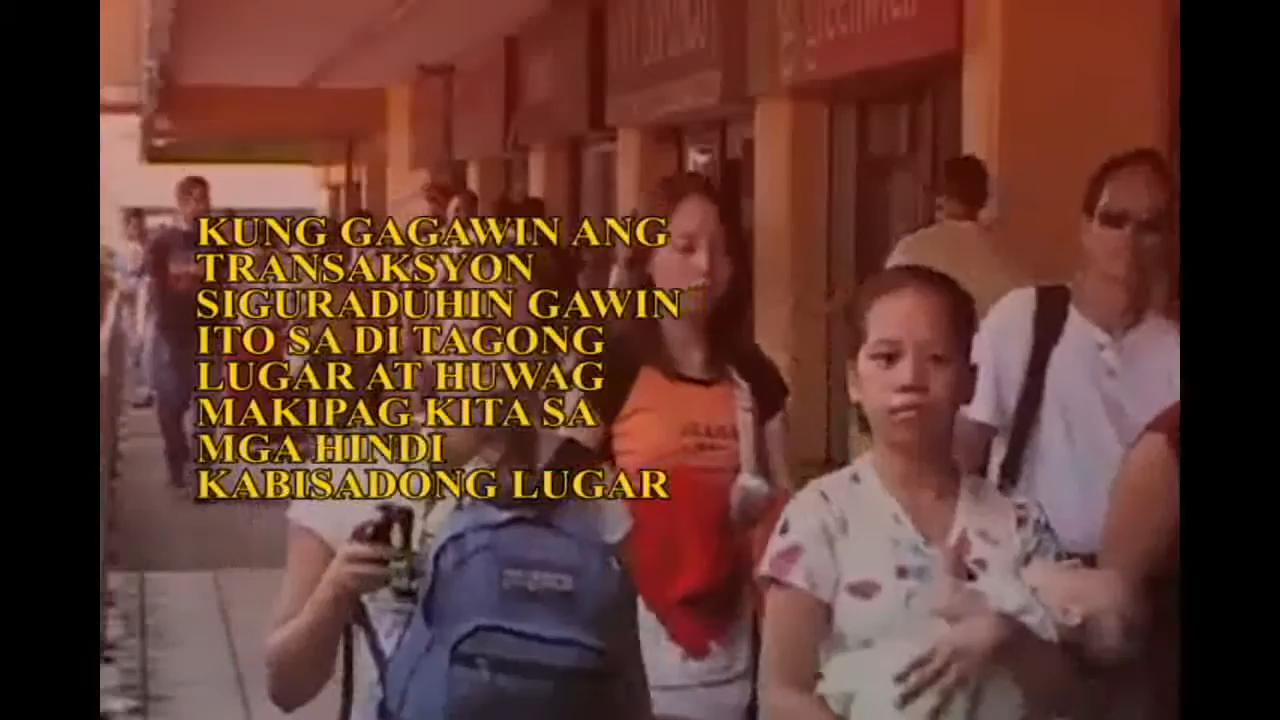 KUNG GAGAWIN ANG
TRANSAKSYON
SIGURADUHIN GAWIN
ITO SA DI TAGONG
LUGAR AT HUWAG
MAKIPAG KITA SA
MGA HINDI
KABISADONG LUGAR